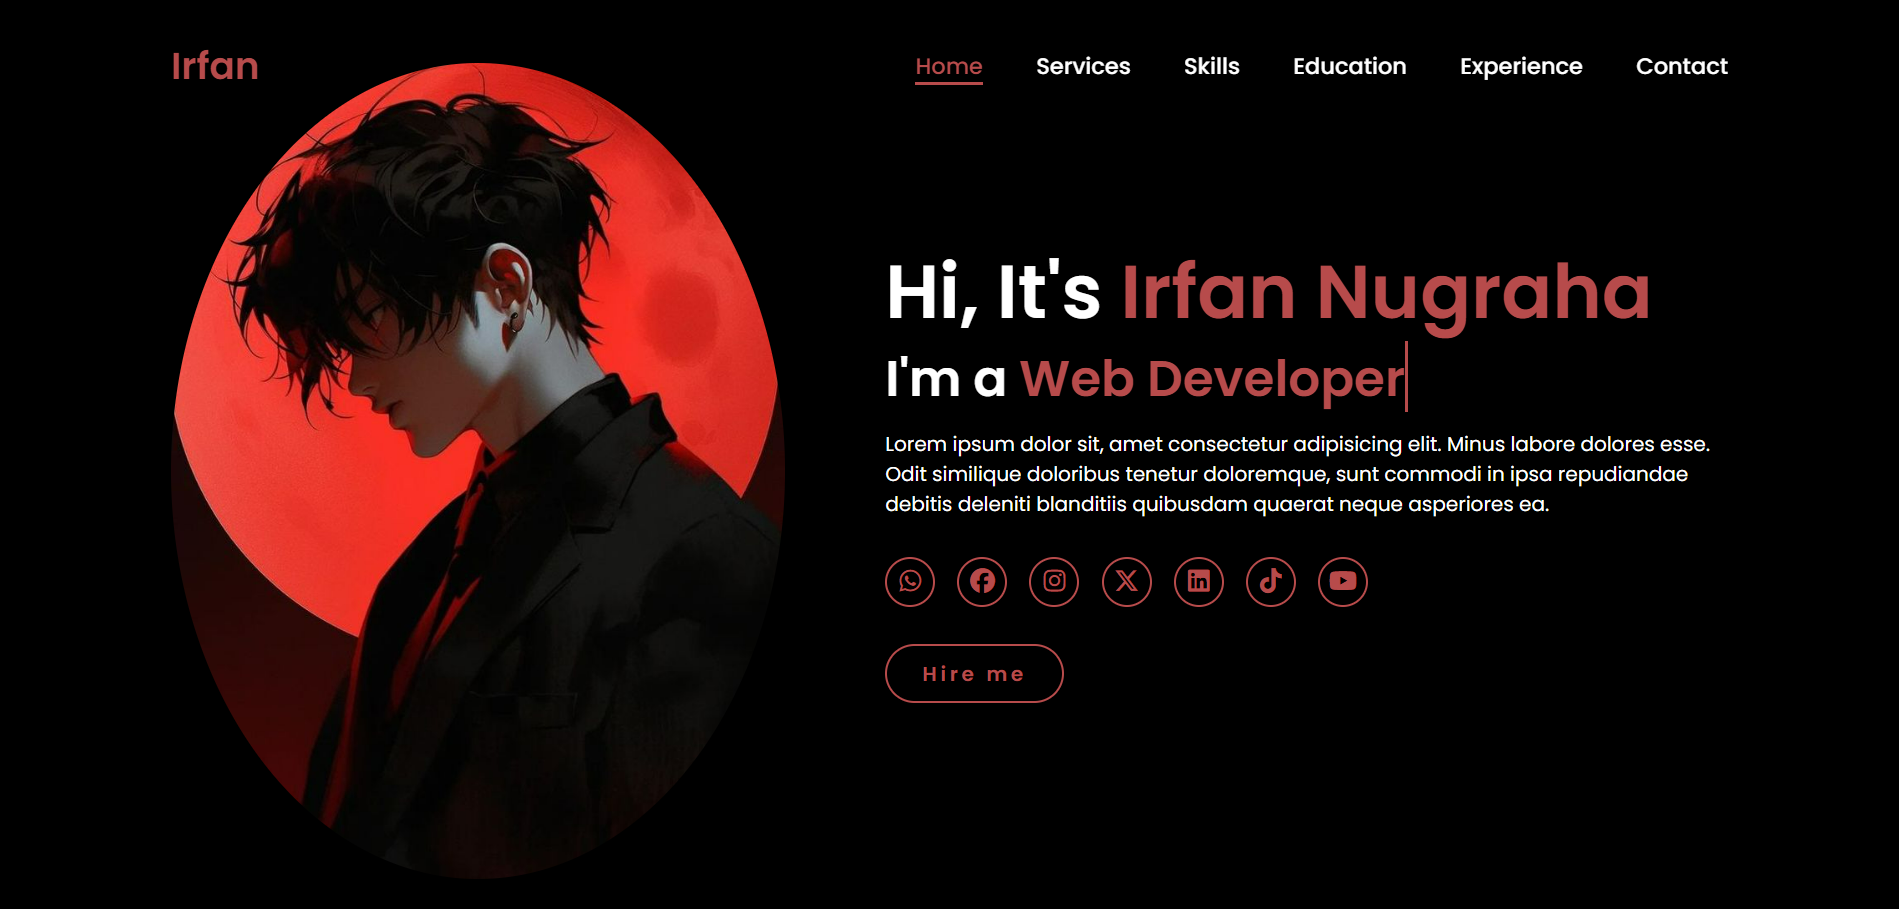 Irfan
Home Services Skills Education Experience Contact
Hi, It's Irfan Nugraha
I'm a Web Developer
Lorem ipsum dolor sit, amet consectetur adipisicing elit. Minus labore dolores esse.
Odit similique doloribus tenetur doloremque, sunt commodi in ipsa repudiandae
debitis deleniti blanditiis quibusdam quaerat neque asperiores ea.
Hire me